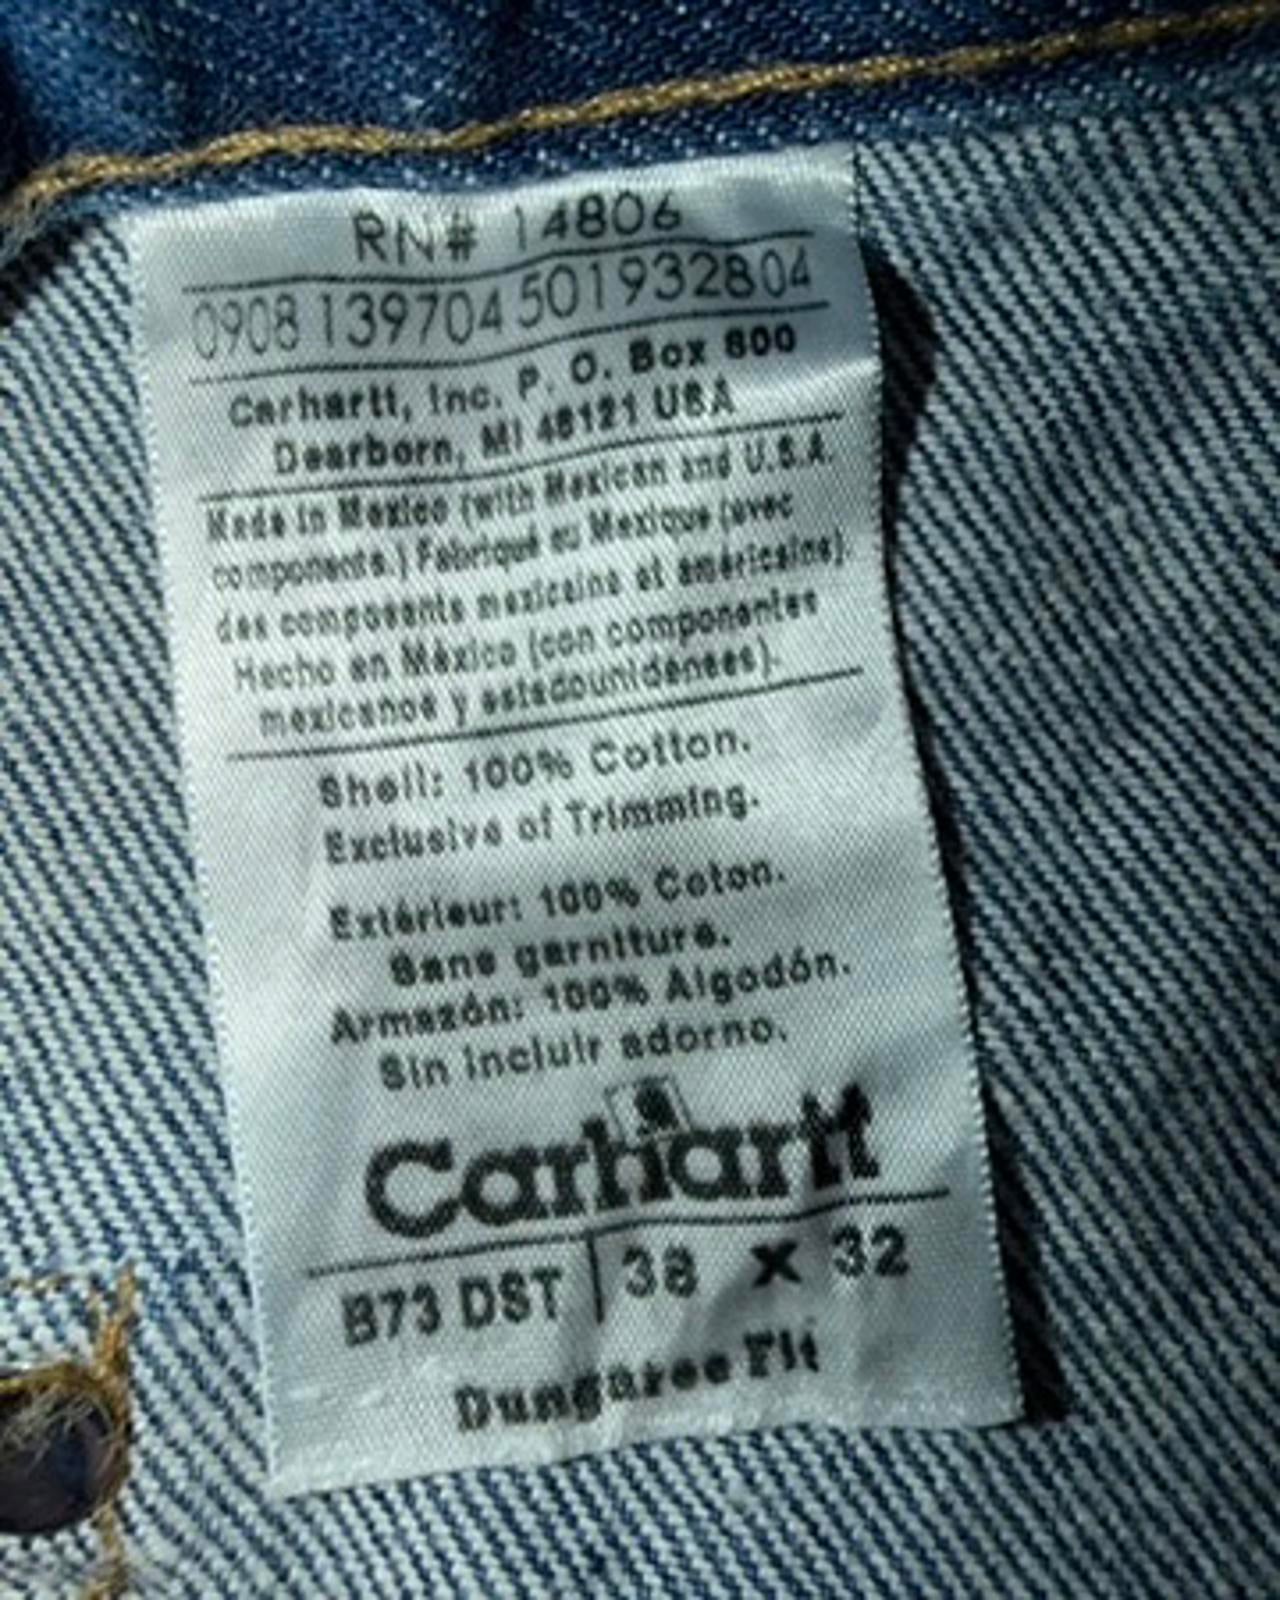 RN# 14806
0908 139704 501932804
Carhartt, Inc. P. O. Box 600
Dearborn, MI 48121 USA
Made in Mexico (with Mexican and U.S.A.
components.) Fabriqué au Mexique (avec
des composants mexicains et américains).
Hecho en México (con componentes
mexicanos y estadounidenses).
Shell: 100% Cotton.
Exclusive of Trimming.
Extérieur: 100% Coton.
Sans garniture.
Armazón: 100% Algodón.
Sin incluir adorno.
Carhartt
B73 DST 38 x 32
Dungaree Fit